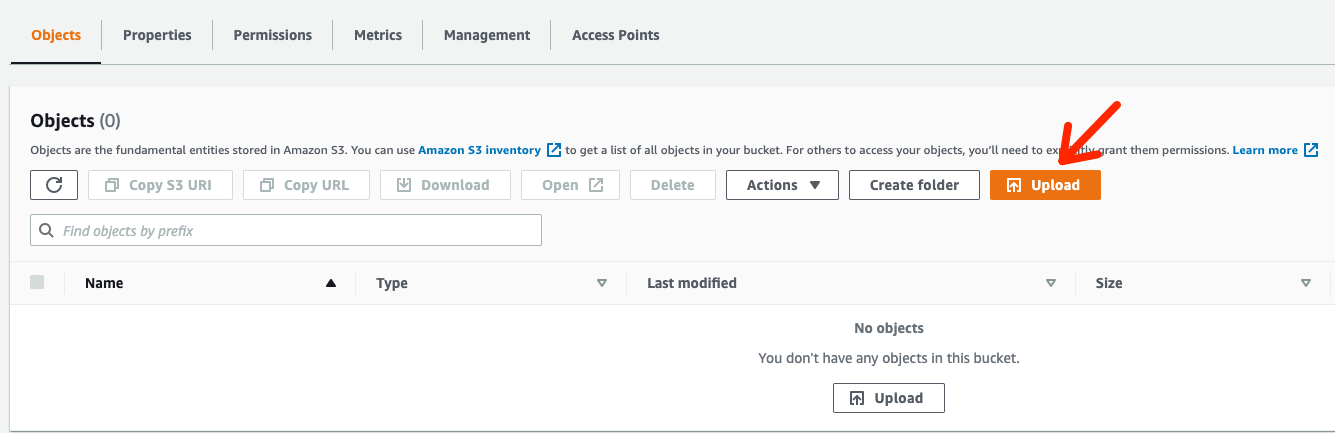 Objects Properties Permissions Metrics Management Access Points
Objects (0)
Objects are the fundamental entities stored in Amazon S3. You can use Amazon S3 inventory to get a list of all objects in your bucket. For others to access your objects, you'll need to explicitly grant them permissions. Learn more
Copy S3 URI Copy URL Download Open Delete Actions Create folder Upload
Find objects by prefix
Name Type Last modified Size
No objects
You don't have any objects in this bucket.
Upload